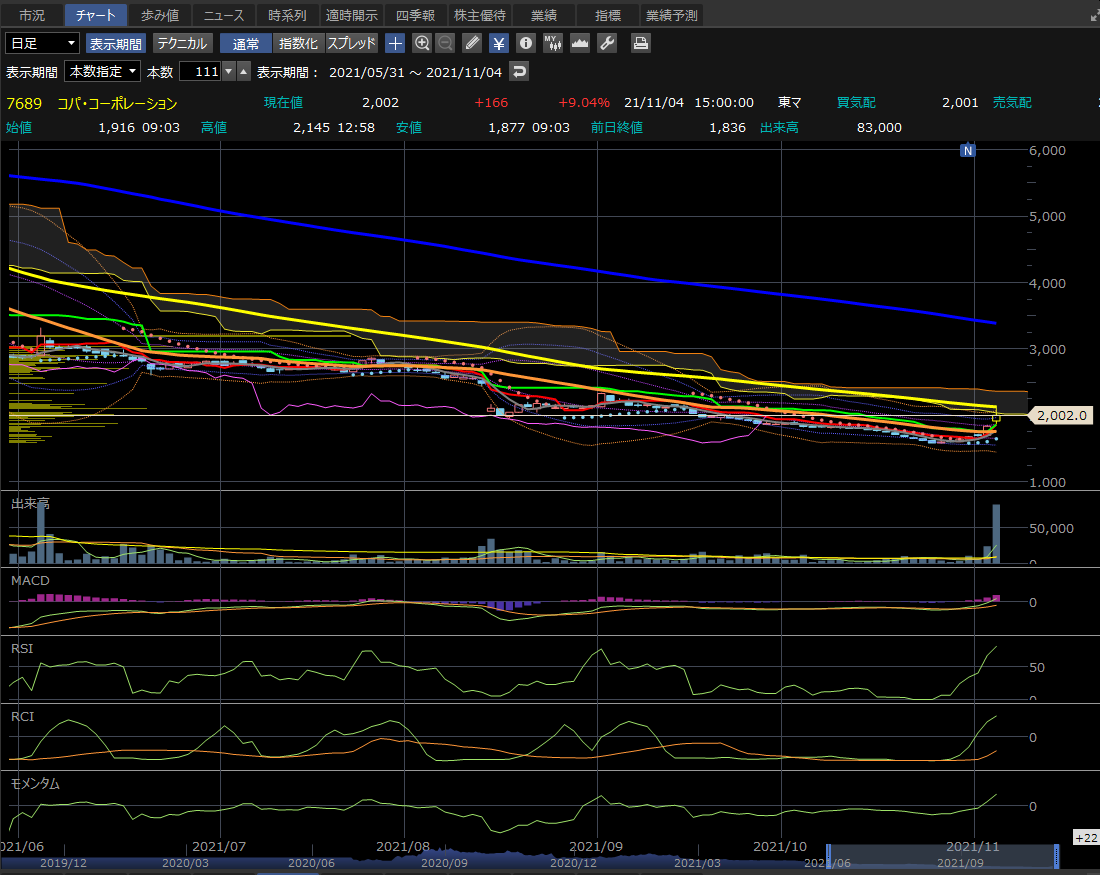 市況 チャート 歩み値 ニュース 時系列 適時開示 四季報 株主優待 業績 指標 業績予測
日足 表示期間 テクニカル 通常 指数化 スプレッド ¥ MY
表示期間 本数指定 本数 111 表示期間： 2021/05/31 ～ 2021/11/04
7689 コパ・コーポレーション 現在値 2,002 +166 +9.04% 21/11/04 15:00:00 東マ 買気配 2,001 売気配
始値 1,916 09:03 高値 2,145 12:58 安値 1,877 09:03 前日終値 1,836 出来高 83,000
N 6,000
5,000
4,000
3,000
2,002.0
1,000
出来高
50,000
0
MACD
0
RSI
50
0
RCI
0
モメンタム
0
+22
021/06 2021/07 2021/08 2021/09 2021/10 2021/11
2019/12 2020/03 2020/06 2020/09 2020/12 2021/03 2021/06 2021/09